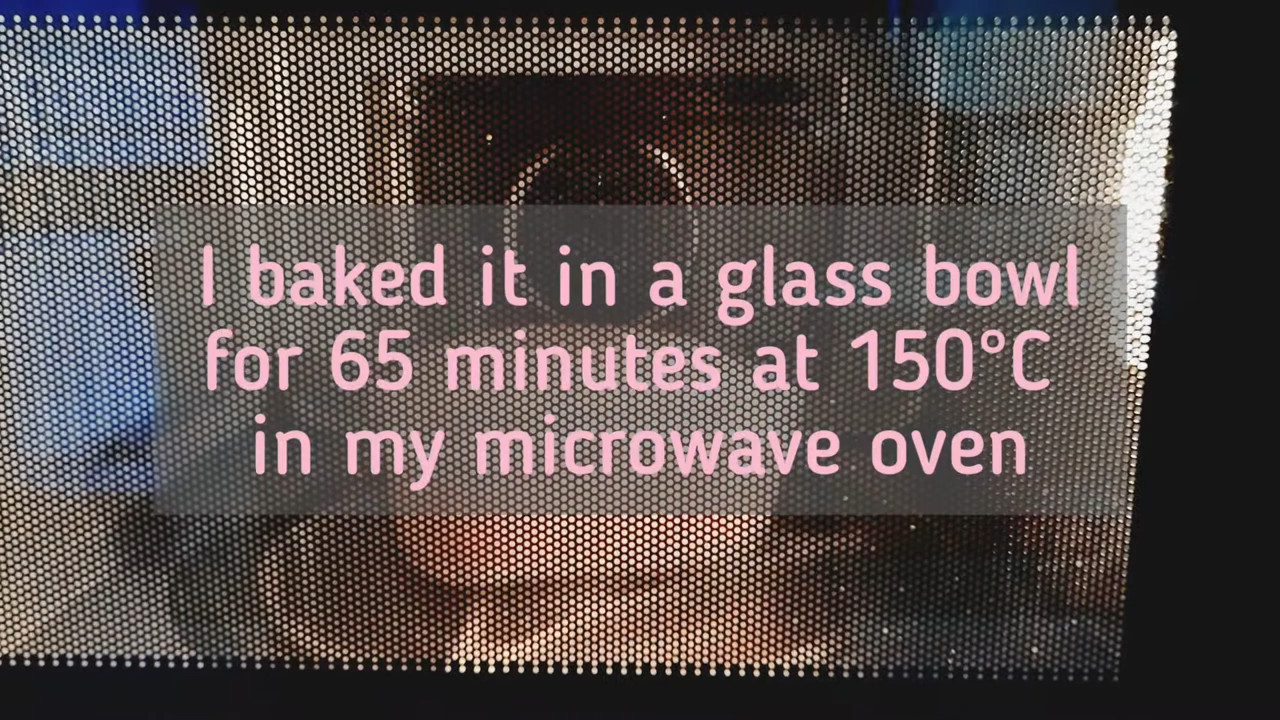 I baked it in a glass bowl
for 65 minutes at 150°C
in my microwave oven